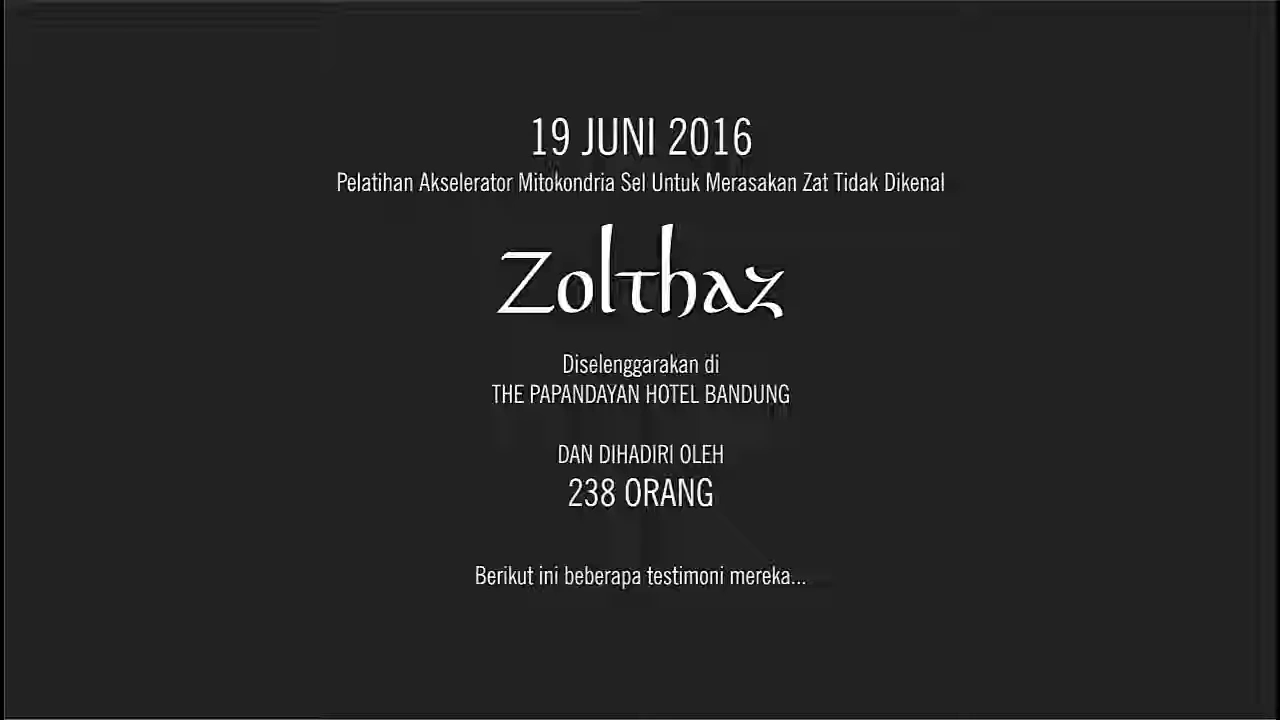 19 JUNI 2016
Pelatihan Akselerator Mitokondria Sel Untuk Merasakan Zat Tidak Dikenal
Zolthaz
Diselenggarakan di
THE PAPANDAYAN HOTEL BANDUNG
DAN DIHADIRI OLEH
238 ORANG
Berikut ini beberapa testimoni mereka...